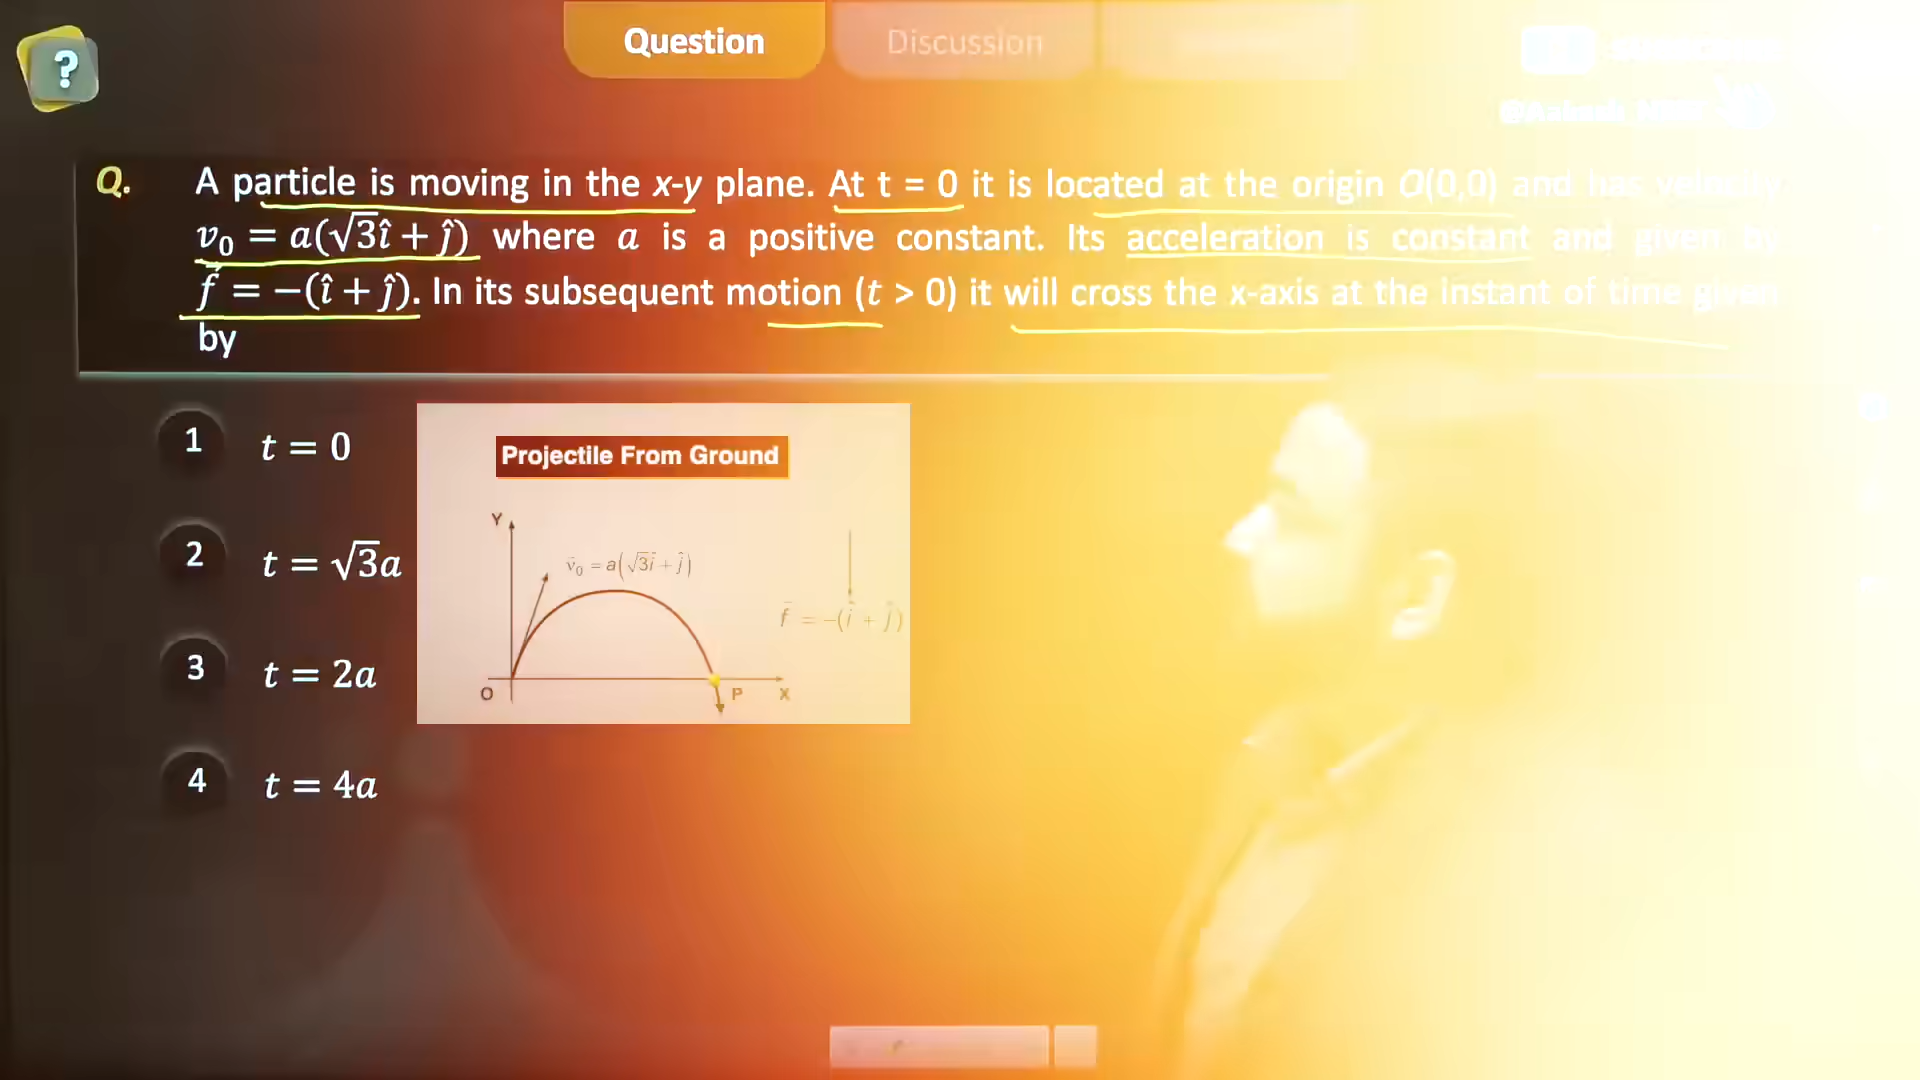 ?
Question
Discussion
Q. A particle is moving in the x-y plane. At t = 0 it is located at the origin O(0,0) and has velocity
v₀ = a(√3î + ĵ) where a is a positive constant. Its acceleration is constant and given by
f⃗ = −(î + ĵ). In its subsequent motion (t > 0) it will cross the x-axis at the instant of time given
by
1 t = 0
2 t = √3a
3 t = 2a
4 t = 4a
Projectile From Ground
Y
v⃗₀ = a(√3î + ĵ)
f⃗ = −(î + ĵ)
O
P
X